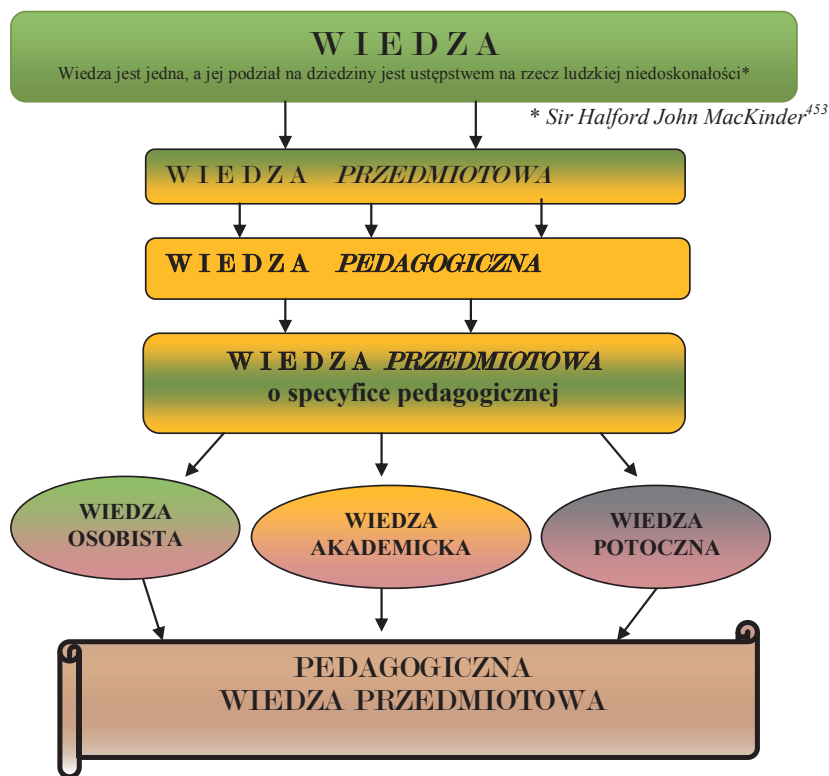 W I E D Z A
Wiedza jest jedna, a jej podział na dziedziny jest ustępstwem na rzecz ludzkiej niedoskonałości*
* Sir Halford John MacKinder453
W I E D Z A PRZEDMIOTOWA
W I E D Z A PEDAGOGICZNA
W I E D Z A PRZEDMIOTOWA
o specyfice pedagogicznej
WIEDZA
OSOBISTA
WIEDZA
AKADEMICKA
WIEDZA
POTOCZNA
PEDAGOGICZNA
WIEDZA PRZEDMIOTOWA